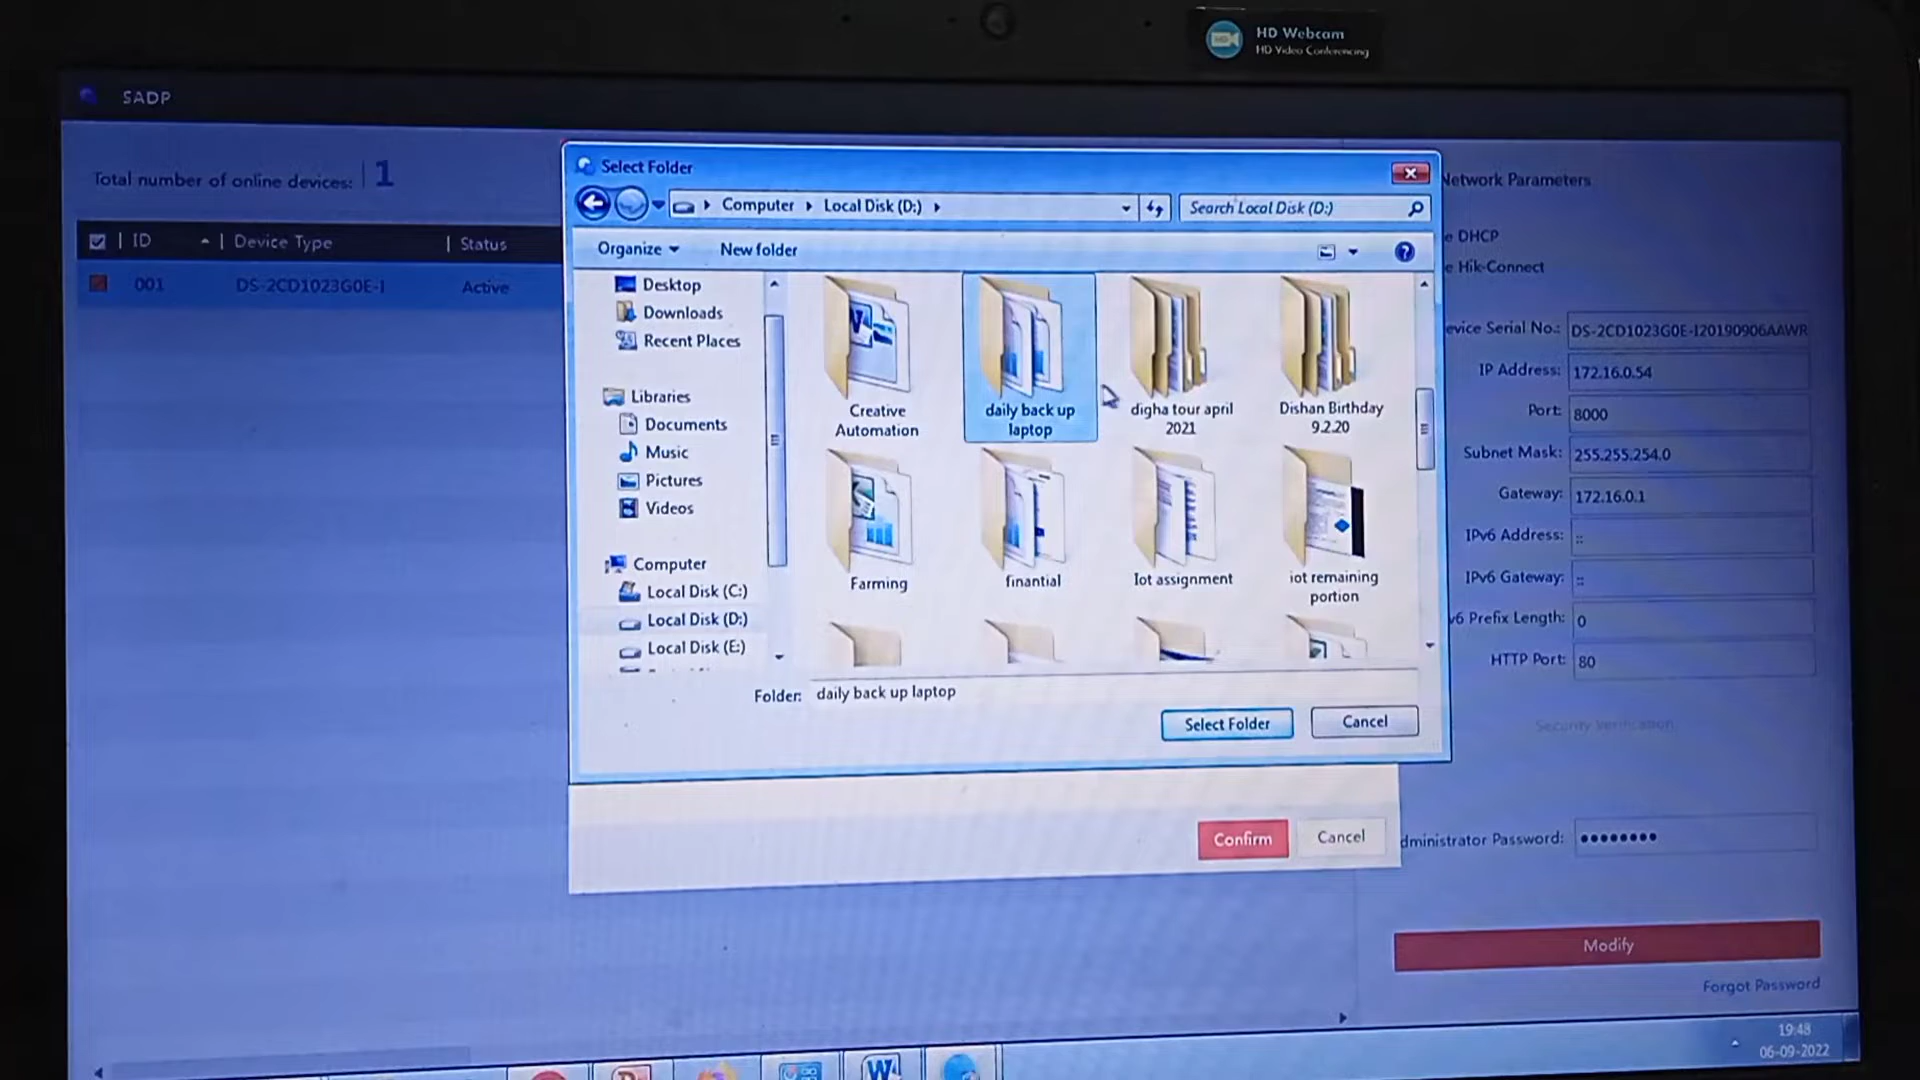 HD Webcam
HD Video Conferencing
SADP
Total number of online devices: 1
ID
Device Type
Status
001
DS-2CD1023G0E-I
Active
Select Folder
Computer
Local Disk (D:)
Search Local Disk (D:)
Organize
New folder
Desktop
Downloads
Recent Places
Libraries
Documents
Music
Pictures
Videos
Computer
Local Disk (C:)
Local Disk (D:)
Local Disk (E:)
Creative
Automation
daily back up
laptop
digha tour april
2021
Dishan Birthday
9.2.20
Farming
finantial
Iot assignment
iot remaining
portion
Folder: daily back up laptop
Select Folder
Cancel
Confirm
Cancel
Network Parameters
e DHCP
e Hik-Connect
evice Serial No.: DS-2CD1023G0E-I20190906AAWR
IP Address: 172.16.0.54
Port: 8000
Subnet Mask: 255.255.254.0
Gateway: 172.16.0.1
IPv6 Address: ::
IPv6 Gateway: ::
v6 Prefix Length: 0
HTTP Port: 80
Security Verification
dministrator Password: ••••••••
Modify
Forgot Password
19:48
06-09-2022